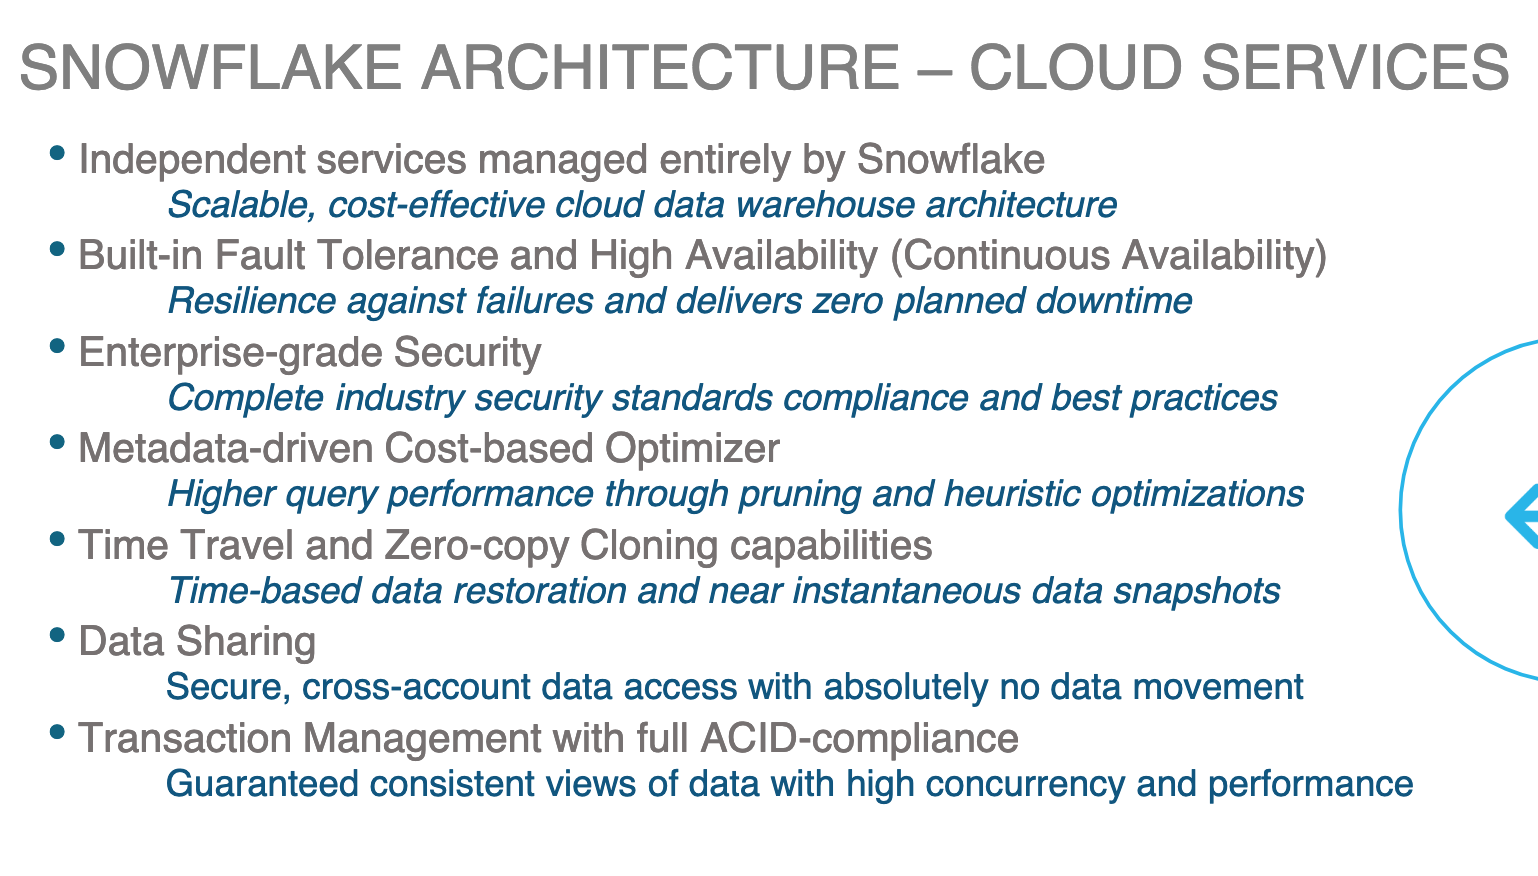 SNOWFLAKE ARCHITECTURE – CLOUD SERVICES
• Independent services managed entirely by Snowflake
Scalable, cost-effective cloud data warehouse architecture
• Built-in Fault Tolerance and High Availability (Continuous Availability)
Resilience against failures and delivers zero planned downtime
• Enterprise-grade Security
Complete industry security standards compliance and best practices
• Metadata-driven Cost-based Optimizer
Higher query performance through pruning and heuristic optimizations
• Time Travel and Zero-copy Cloning capabilities
Time-based data restoration and near instantaneous data snapshots
• Data Sharing
Secure, cross-account data access with absolutely no data movement
• Transaction Management with full ACID-compliance
Guaranteed consistent views of data with high concurrency and performance